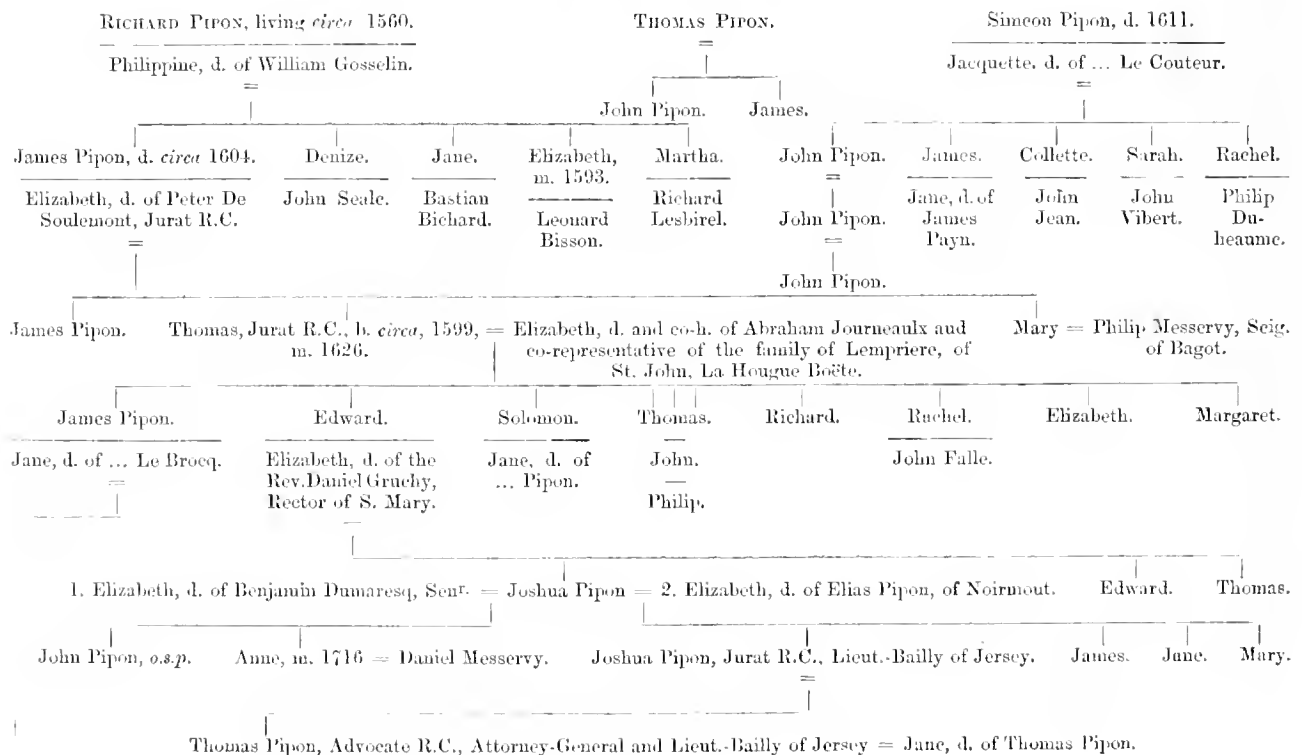 RICHARD PIPON, living circa 1560.
Philippine, d. of William Gosselin.
=
THOMAS PIPON.
=
Simeon Pipon, d. 1611.
Jacquette, d. of ... Le Couteur.
=
John Pipon. James.
James Pipon, d. circa 1604.
Elizabeth, d. of Peter De
Soulemont, Jurat R.C.
=
Denize.
John Seale.
Jane.
Bastian
Bichard.
Elizabeth,
m. 1593.
Leonard
Bisson.
Martha.
Richard
Lesbirel.
John Pipon.
=
John Pipon.
=
John Pipon.
James.
Jane, d. of
James
Payn.
Collette.
John
Jean.
Sarah.
John
Vibert.
Rachel.
Philip
Du-
heaume.
James Pipon.
Thomas, Jurat R.C., b. circa, 1599, = Elizabeth, d. and co-h. of Abraham Journeaulx and
m. 1626.
co-representative of the family of Lempriere, of
St. John, La Hougue Boëte.
Mary = Philip Messervy, Seig.
of Bagot.
James Pipon.
Jane, d. of ... Le Brocq.
=
Edward.
Elizabeth, d. of the
Rev. Daniel Gruchy,
Rector of S. Mary.
Solomon.
Jane, d. of
... Pipon.
Thomas.
—
John.
—
Philip.
Richard.
Rachel.
John Falle.
Elizabeth.
Margaret.
1. Elizabeth, d. of Benjamin Dumaresq, Senr. = Joshua Pipon = 2. Elizabeth, d. of Elias Pipon, of Noirmout. Edward. Thomas.
John Pipon, o.s.p. Anne, m. 1716 = Daniel Messervy. Joshua Pipon, Jurat R.C., Lieut.-Bailly of Jersey. James. Jane. Mary.
=
Thomas Pipon, Advocate R.C., Attorney-General and Lieut.-Bailly of Jersey = Jane, d. of Thomas Pipon.